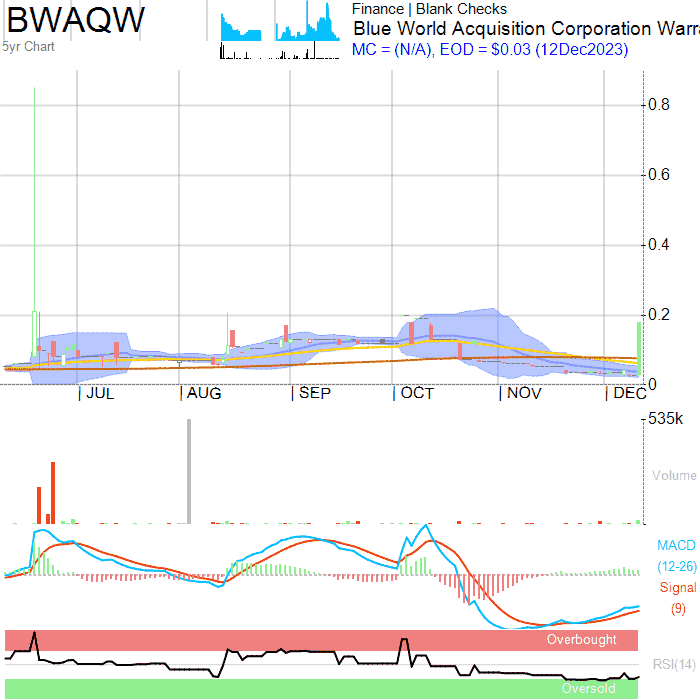 BWAQW
5yr Chart
Finance | Blank Checks
Blue World Acquisition Corporation Warra
MC = (N/A), EOD = $0.03 (12Dec2023)
0.8
0.6
0.4
0.2
0
JUL
AUG
SEP
OCT
NOV
DEC
535k
Volume
MACD
(12-26)
Signal
(9)
Overbought
RSI(14)
Oversold